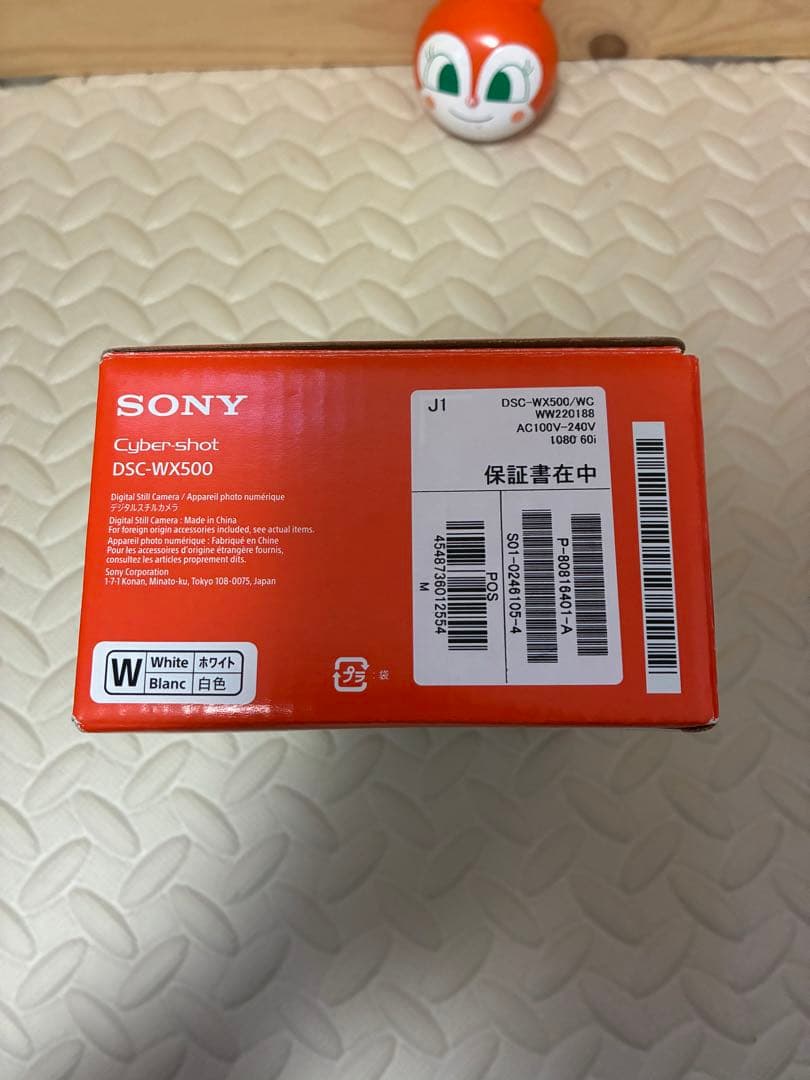 SONY
Cyber-shot
DSC-WX500
Digital Still Camera / Appareil photo numérique
デジタルスチルカメラ
Digital Still Camera : Made in China
For foreign origin accessories included, see actual items.
Appareil photo numérique : Fabriqué en Chine
Pour les accessoires d'origine étrangère fournis,
consultez les articles proprement dits.
Sony Corporation
1-7-1 Konan, Minato-ku, Tokyo 108-0075, Japan
W
White ホワイト
Blanc 白色
プラ : 袋
J1
DSC-WX500/WC
WW220188
AC100V-240V
1080 60i
保証書在中
POS
4548736012554
M
S01-0246105-4
P-80816401-A